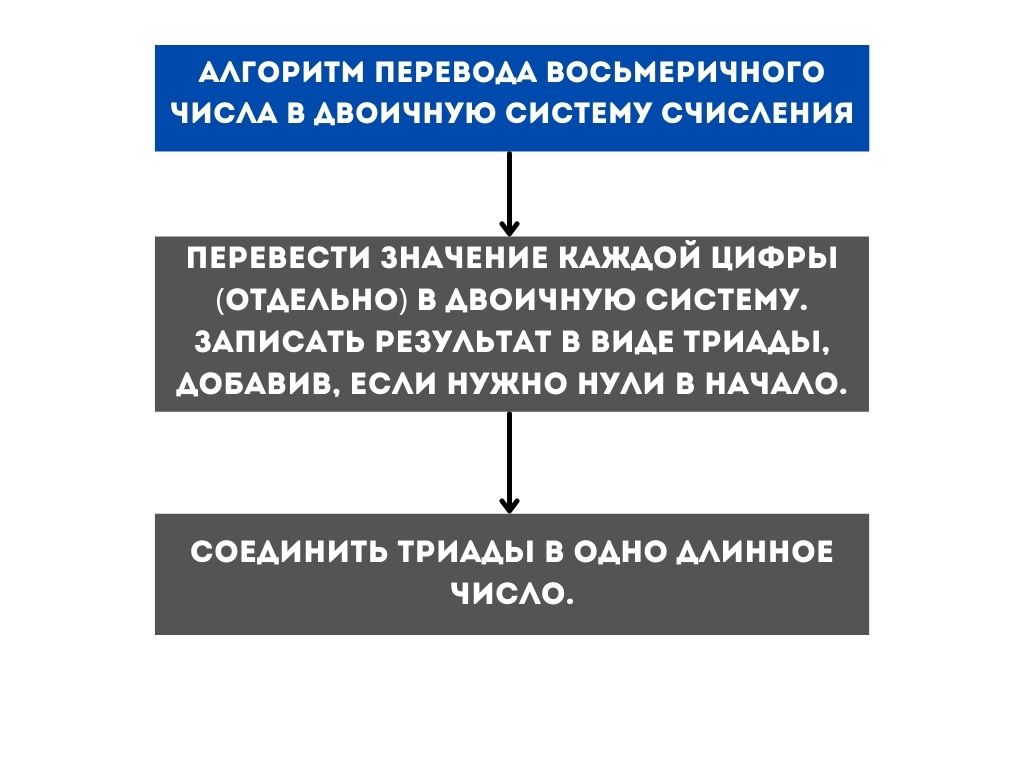 АЛГОРИТМ ПЕРЕВОДА ВОСЬМЕРИЧНОГО
ЧИСЛА В ДВОИЧНУЮ СИСТЕМУ СЧИСЛЕНИЯ
ПЕРЕВЕСТИ ЗНАЧЕНИЕ КАЖДОЙ ЦИФРЫ
(ОТДЕЛЬНО) В ДВОИЧНУЮ СИСТЕМУ.
ЗАПИСАТЬ РЕЗУЛЬТАТ В ВИДЕ ТРИАДЫ,
ДОБАВИВ, ЕСЛИ НУЖНО НУЛИ В НАЧАЛО.
СОЕДИНИТЬ ТРИАДЫ В ОДНО ДЛИННОЕ
ЧИСЛО.